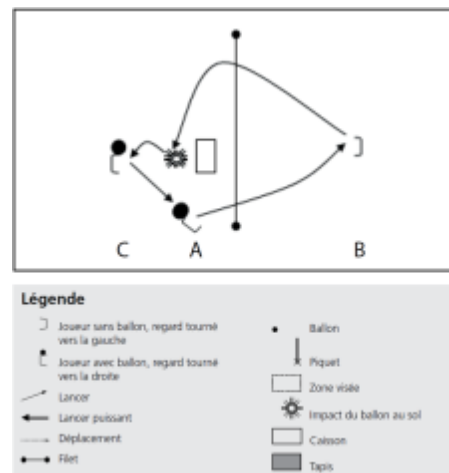 C A B
Légende
Joueur sans ballon, regard tourné
vers la gauche
Joueur avec ballon, regard tourné
vers la droite
Lancer
Lancer puissant
Déplacement
Filet
Ballon
Piquet
Zone visée
Impact du ballon au sol
Caisson
Tapis